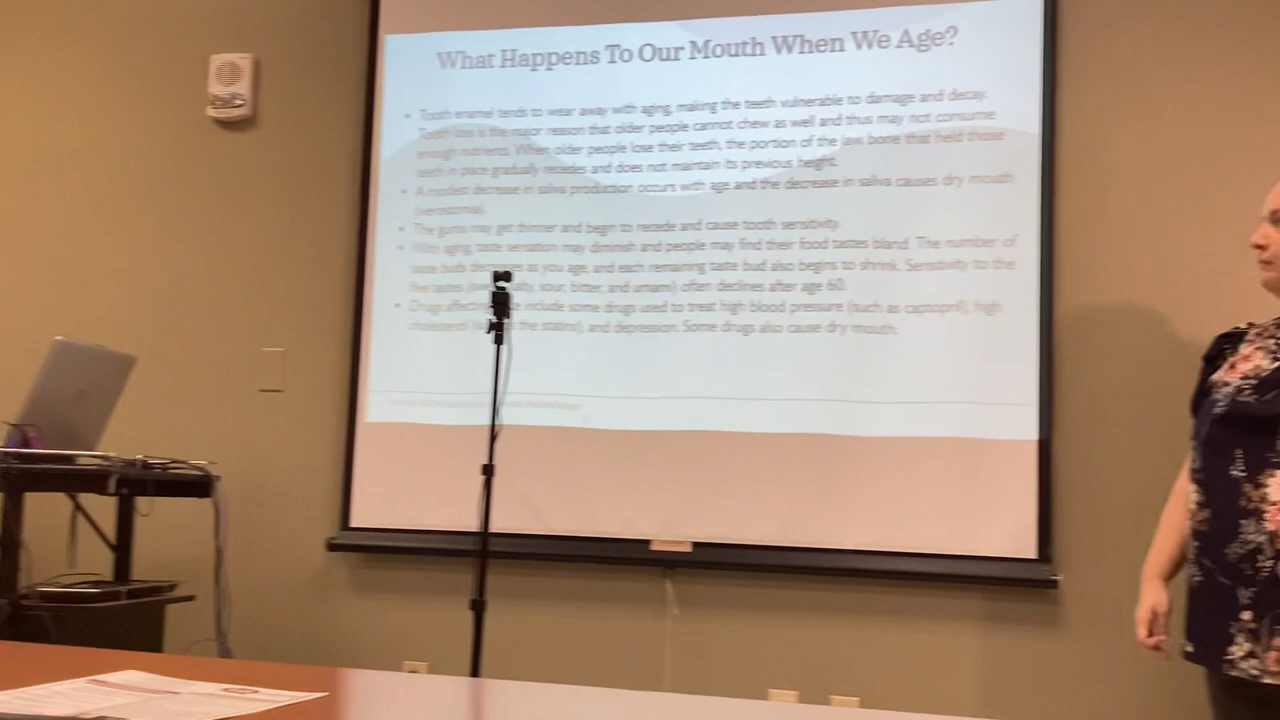 What Happens To Our Mouth When We Age?
• Tooth enamel tends to wear away with aging, making the teeth vulnerable to damage and decay.
Tooth loss is the major reason that older people cannot chew as well and thus may not consume
enough nutrients. When older people lose their teeth, the portion of the jaw bone that held those
teeth in place gradually recedes and does not maintain its previous height.
• A modest decrease in saliva production occurs with age and the decrease in saliva causes dry mouth
(xerostomia).
• The gums may get thinner and begin to recede and cause tooth sensitivity.
• With aging, taste sensation may diminish and people may find their food tastes bland. The number of
taste buds decreases as you age, and each remaining taste bud also begins to shrink. Sensitivity to the
five tastes salty, sour, bitter, and umami) often declines after age 60.
• Drugs include some drugs used to treat high blood pressure (such as captopril), high
cholesterol the statins), and depression. Some drugs also cause dry mouth.